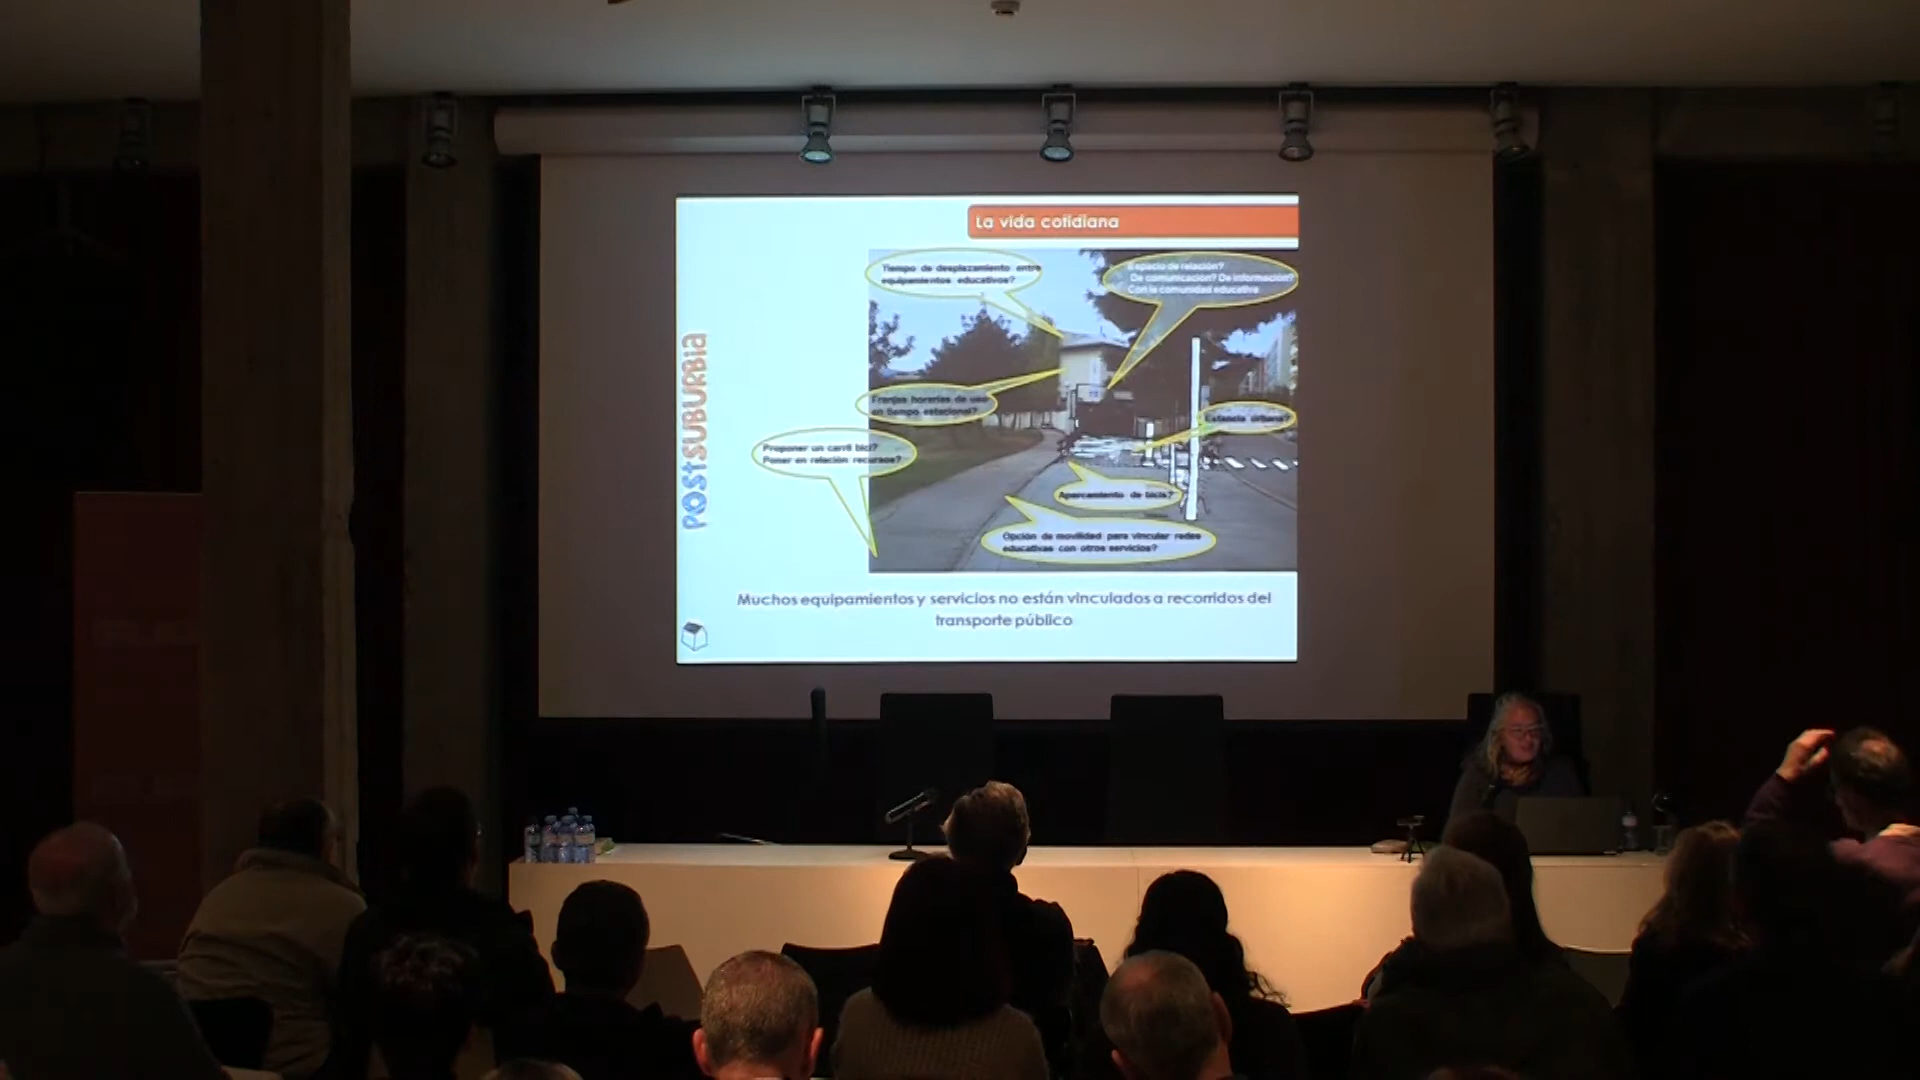 La vida cotidiana
Tiempo de desplazamiento entre
equipamientos educativos?
Espacio de relación?
De comunicación? De información?
Con la comunidad educativa
Franjas horarias de uso
en tiempo estacional?
Estancia urbana?
Proponer un carril bici?
Poner en relación recursos?
Aparcamiento de bicis?
Opción de movilidad para vincular redes
educativas con otros servicios?
POStSUBURBia
Muchos equipamientos y servicios no están vinculados a recorridos del
transporte público